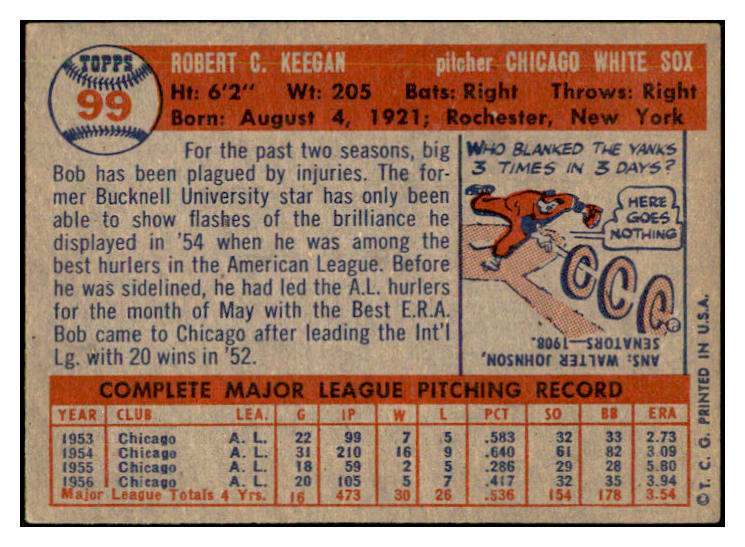 TOPPS
99
ROBERT C. KEEGAN pitcher CHICAGO WHITE SOX
Ht: 6'2" Wt: 205 Bats: Right Throws: Right
Born: August 4, 1921; Rochester, New York
For the past two seasons, big
Bob has been plagued by injuries. The for-
mer Bucknell University star has only been
able to show flashes of the brilliance he
displayed in '54 when he was among the
best hurlers in the American League. Before
he was sidelined, he had led the A.L. hurlers
for the month of May with the Best E.R.A.
Bob came to Chicago after leading the Int'l
Lg. with 20 wins in '52.
WHO BLANKED THE YANKS
3 TIMES IN 3 DAYS?
HERE
GOES
NOTHING
ANS: WALTER JOHNSON,
SENATORS—1908.
COMPLETE MAJOR LEAGUE PITCHING RECORD
YEAR CLUB LEA. G IP W L PCT SO BB ERA
1953 Chicago A. L. 22 99 7 5 .583 32 33 2.73
1954 Chicago A. L. 31 210 16 9 .640 61 82 3.09
1955 Chicago A. L. 18 59 2 5 .286 29 28 5.80
1956 Chicago A. L. 20 105 5 7 .417 32 35 3.94
Major League Totals 4 Yrs. 16 473 30 26 .536 154 178 3.54
© T. C. G. PRINTED IN U.S.A.